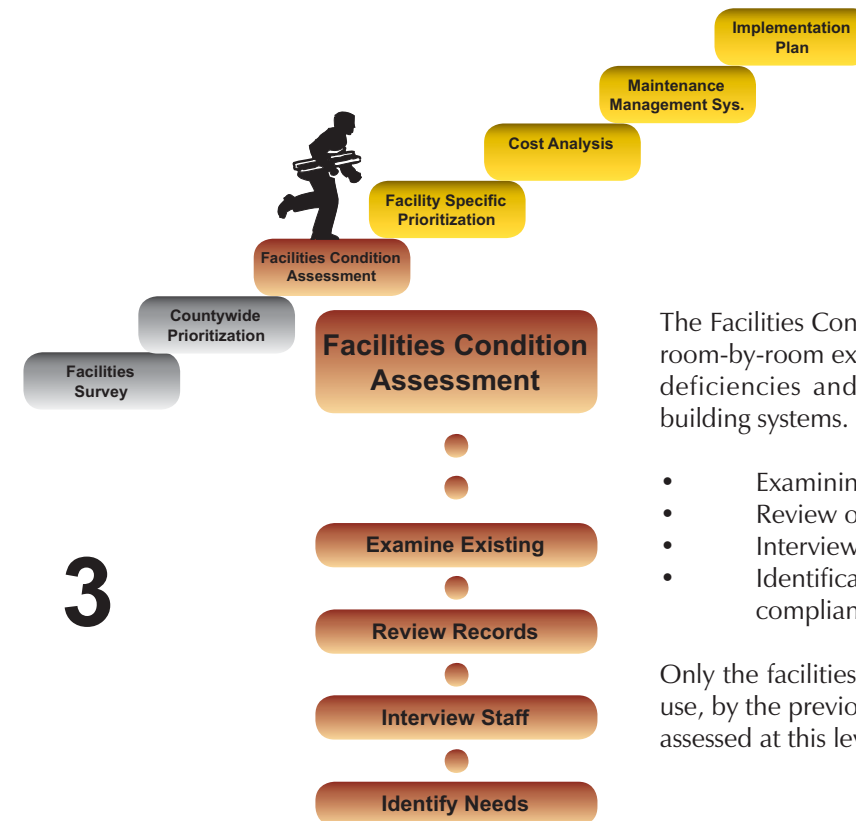 Implementation
Plan
Maintenance
Management Sys.
Cost Analysis
Facility Specific
Prioritization
Facilities Condition
Assessment
Countywide
Prioritization
Facilities
Survey
3
Facilities Condition
Assessment
Examine Existing
Review Records
Interview Staff
Identify Needs
The Facilities Con
room-by-room ex
deficiencies and
building systems.
• Examinin
• Review o
• Interview
• Identifica
complian
Only the facilities
use, by the previo
assessed at this lev